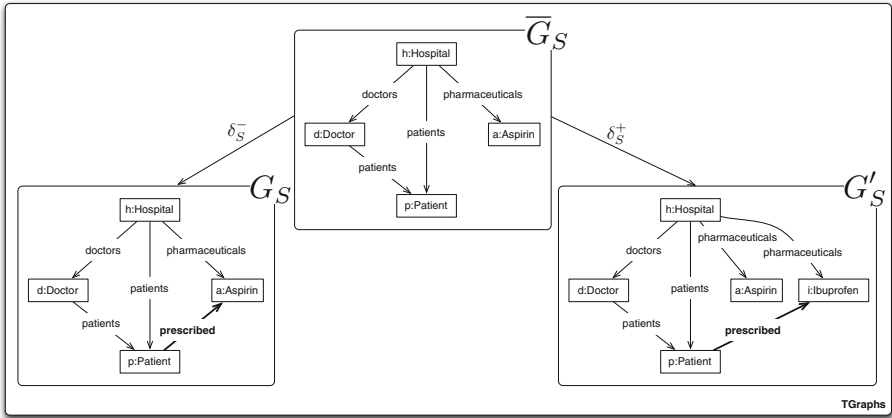 G̅_S
h:Hospital
doctors
pharmaceuticals
d:Doctor
patients
a:Aspirin
patients
p:Patient
δ_S^-
δ_S^+
G_S
h:Hospital
doctors
pharmaceuticals
d:Doctor
patients
a:Aspirin
patients
prescribed
p:Patient
G'_S
h:Hospital
pharmaceuticals
doctors
pharmaceuticals
d:Doctor
patients
a:Aspirin
i:Ibuprofen
patients
prescribed
p:Patient
TGraphs